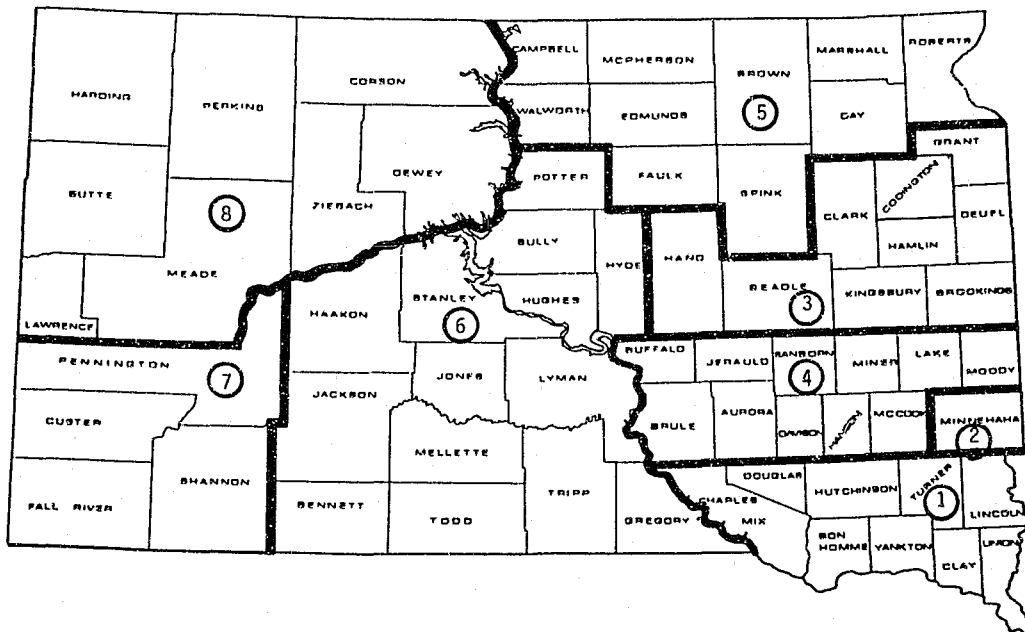 HARDING
PERKINS
CORSON
CAMPBELL
MCPHERSON
BROWN
MARSHALL
ROBERTS
WALWORTH
EDMUNDS
5
DAY
GRANT
BUTTE
8
ZIEBACH
DEWEY
POTTER
FAULK
SPINK
CLARK
CODINGTON
DEUEL
HAMLIN
MEADE
SULLY
HYDE
HAND
BEADLE
3
KINGSBURY
BROOKINGS
LAWRENCE
HAAKON
STANLEY
6
HUGHES
PENNINGTON
7
JACKSON
JONES
LYMAN
BUFFALO
JERAULD
SANBORN
4
MINER
LAKE
MOODY
CUSTER
BRULE
AURORA
DAVISON
HANSON
MCCOOK
MINNEHAHA
2
FALL RIVER
SHANNON
BENNETT
MELLETTE
TODD
TRIPP
GREGORY
CHARLES
MIX
DOUGLAS
HUTCHINSON
TURNER
1
LINCOLN
BON
HOMME
YANKTON
CLAY
UNION